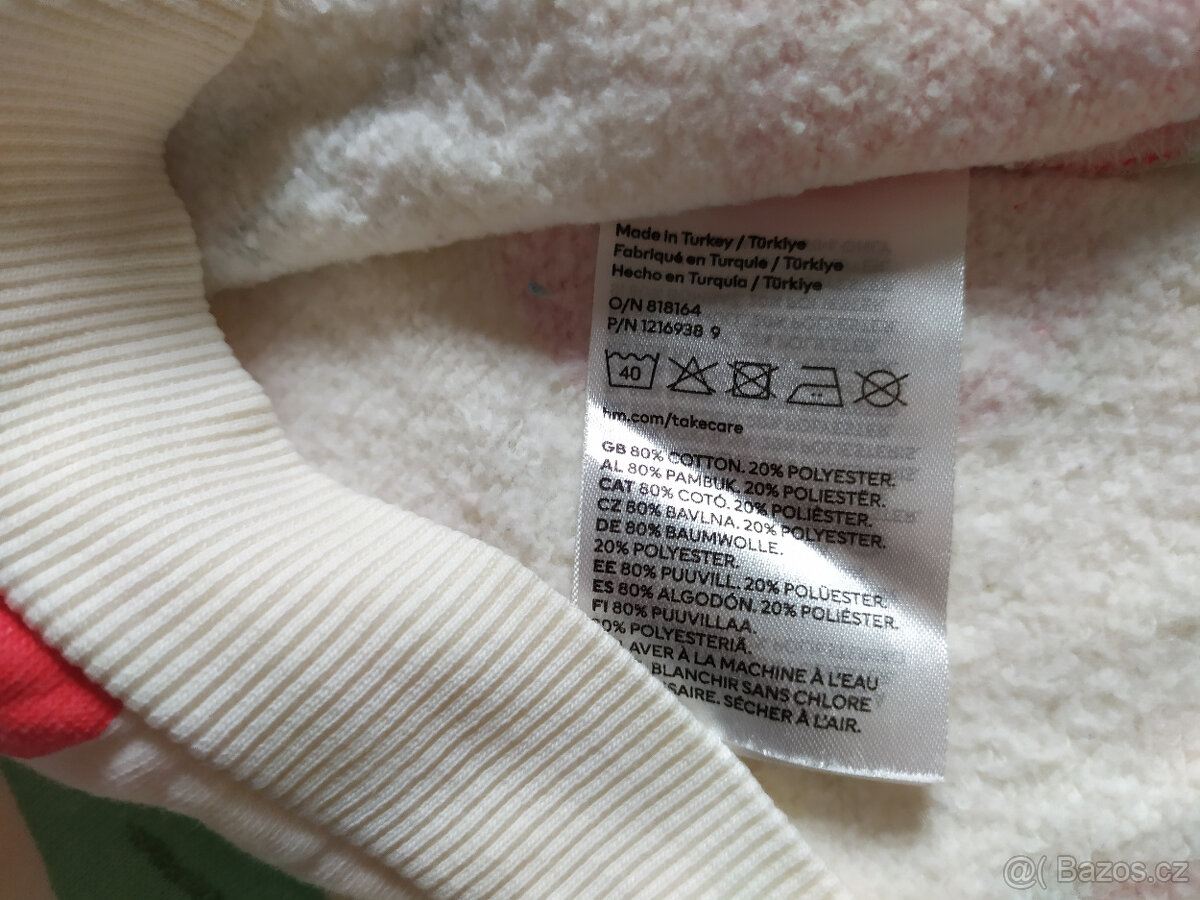 Made in Turkey / Türkiye
Fabriqué en Turquie / Türkiye
Hecho en Turquía / Türkiye
O/N 818164
P/N 1216938 9
40
hm.com/takecare
GB 80% COTTON. 20% POLYESTER.
AL 80% PAMBUK. 20% POLIESTËR.
CAT 80% COTÓ. 20% POLIÈSTER.
CZ 80% BAVLNA. 20% POLYESTER.
DE 80% BAUMWOLLE.
20% POLYESTER.
EE 80% PUUVILL. 20% POLÜESTER.
ES 80% ALGODÓN. 20% POLIÉSTER.
FI 80% PUUVILLAA.
20% POLYESTERIÄ.
LAVER À LA MACHINE À L'EAU
BLANCHIR SANS CHLORE
SAIRE. SÉCHER À L'AIR.
@( Bazos.cz